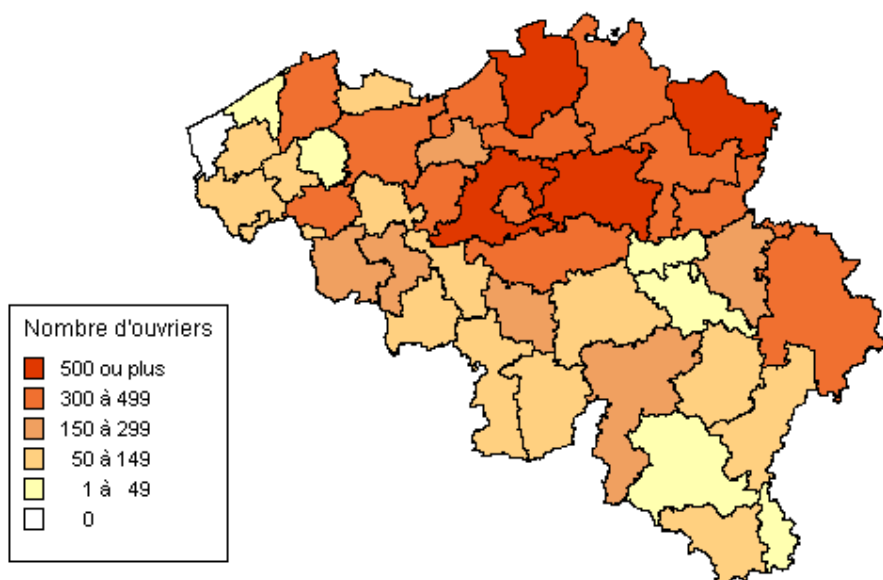 Nombre d'ouvriers
500 ou plus
300 à 499
150 à 299
50 à 149
1 à 49
0